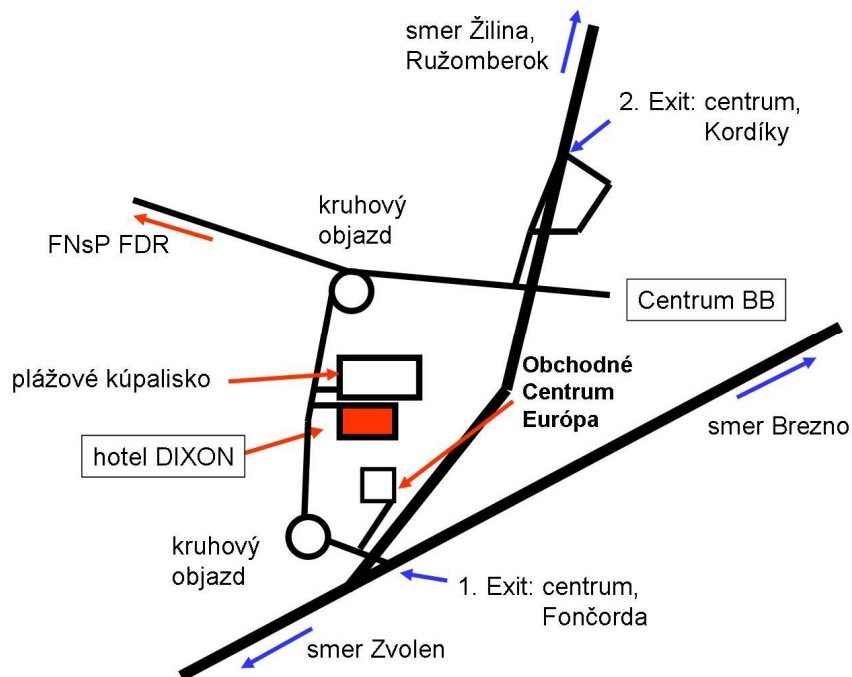 smer Žilina,
Ružomberok
2. Exit: centrum,
Kordíky
kruhový
objazd
FNsP FDR
Centrum BB
plážové kúpalisko
Obchodné
Centrum
Európa
smer Brezno
hotel DIXON
kruhový
objazd
1. Exit: centrum,
Fončorda
smer Zvolen